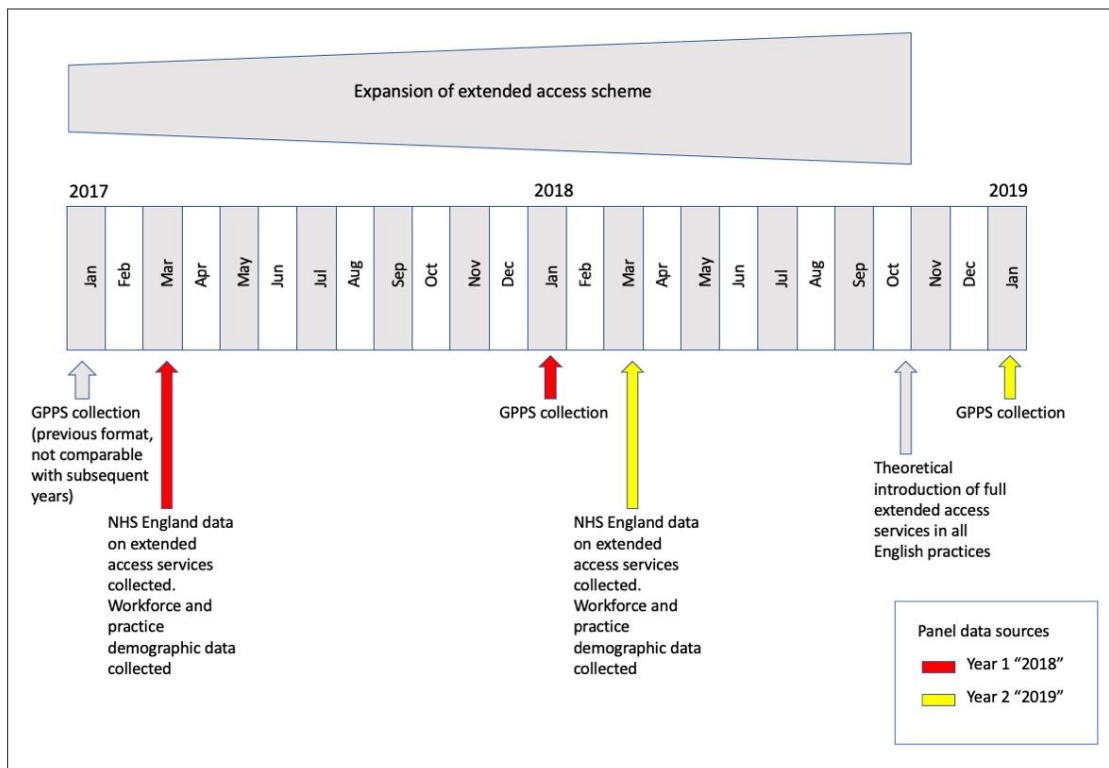 Expansion of extended access scheme
2017
2018
2019
Jan
Feb
Mar
Apr
May
Jun
Jul
Aug
Sep
Oct
Nov
Dec
Jan
Feb
Mar
Apr
May
Jun
Jul
Aug
Sep
Oct
Nov
Dec
Jan
GPPS collection
(previous format,
not comparable
with subsequent
years)
NHS England data
on extended
access services
collected.
Workforce and
practice
demographic data
collected
GPPS collection
NHS England data
on extended
access services
collected.
Workforce and
practice
demographic data
collected
Theoretical
introduction of full
extended access
services in all
English practices
GPPS collection
Panel data sources
Year 1 “2018”
Year 2 “2019”